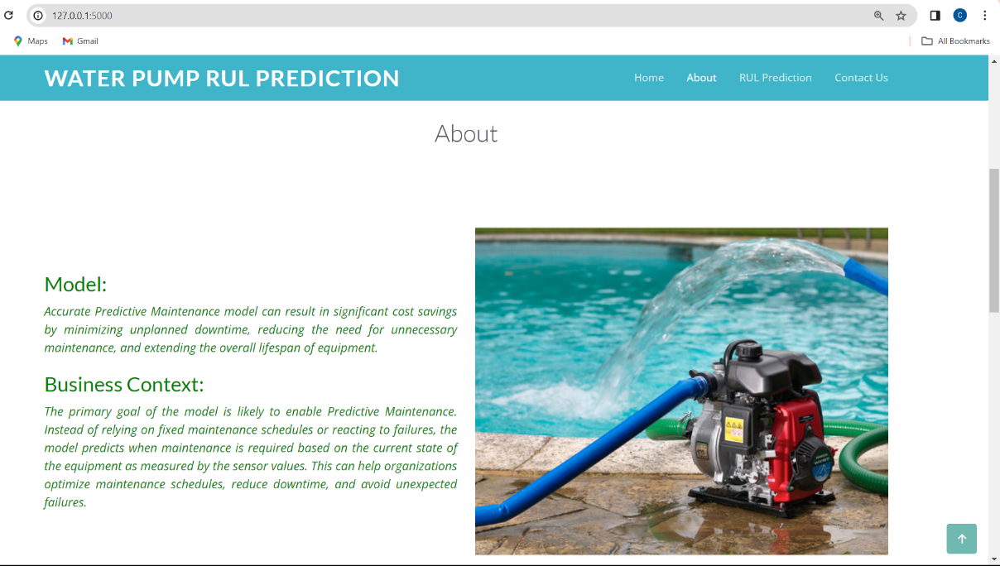 127.0.0.1:5000
C
Maps Gmail All Bookmarks
WATER PUMP RUL PREDICTION
Home About RUL Prediction Contact Us
About
Model:
Accurate Predictive Maintenance model can result in significant cost savings
by minimizing unplanned downtime, reducing the need for unnecessary
maintenance, and extending the overall lifespan of equipment.
Business Context:
The primary goal of the model is likely to enable Predictive Maintenance.
Instead of relying on fixed maintenance schedules or reacting to failures, the
model predicts when maintenance is required based on the current state of
the equipment as measured by the sensor values. This can help organizations
optimize maintenance schedules, reduce downtime, and avoid unexpected
failures.